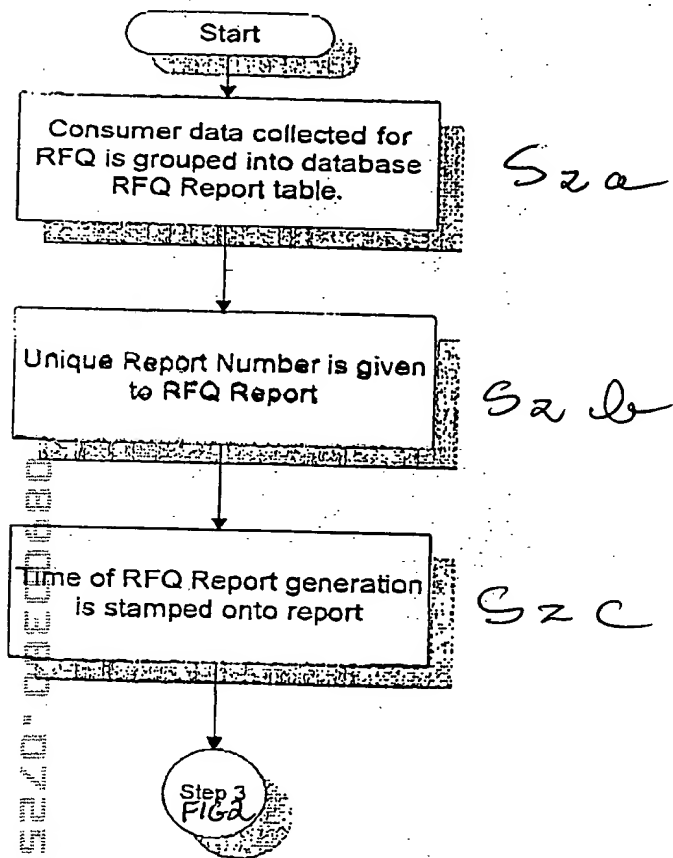 Start
Consumer data collected for
RFQ is grouped into database
RFQ Report table.
S2a
Unique Report Number is given
to RFQ Report
S2b
Time of RFQ Report generation
is stamped onto report
S2c
Step 3
FIG2